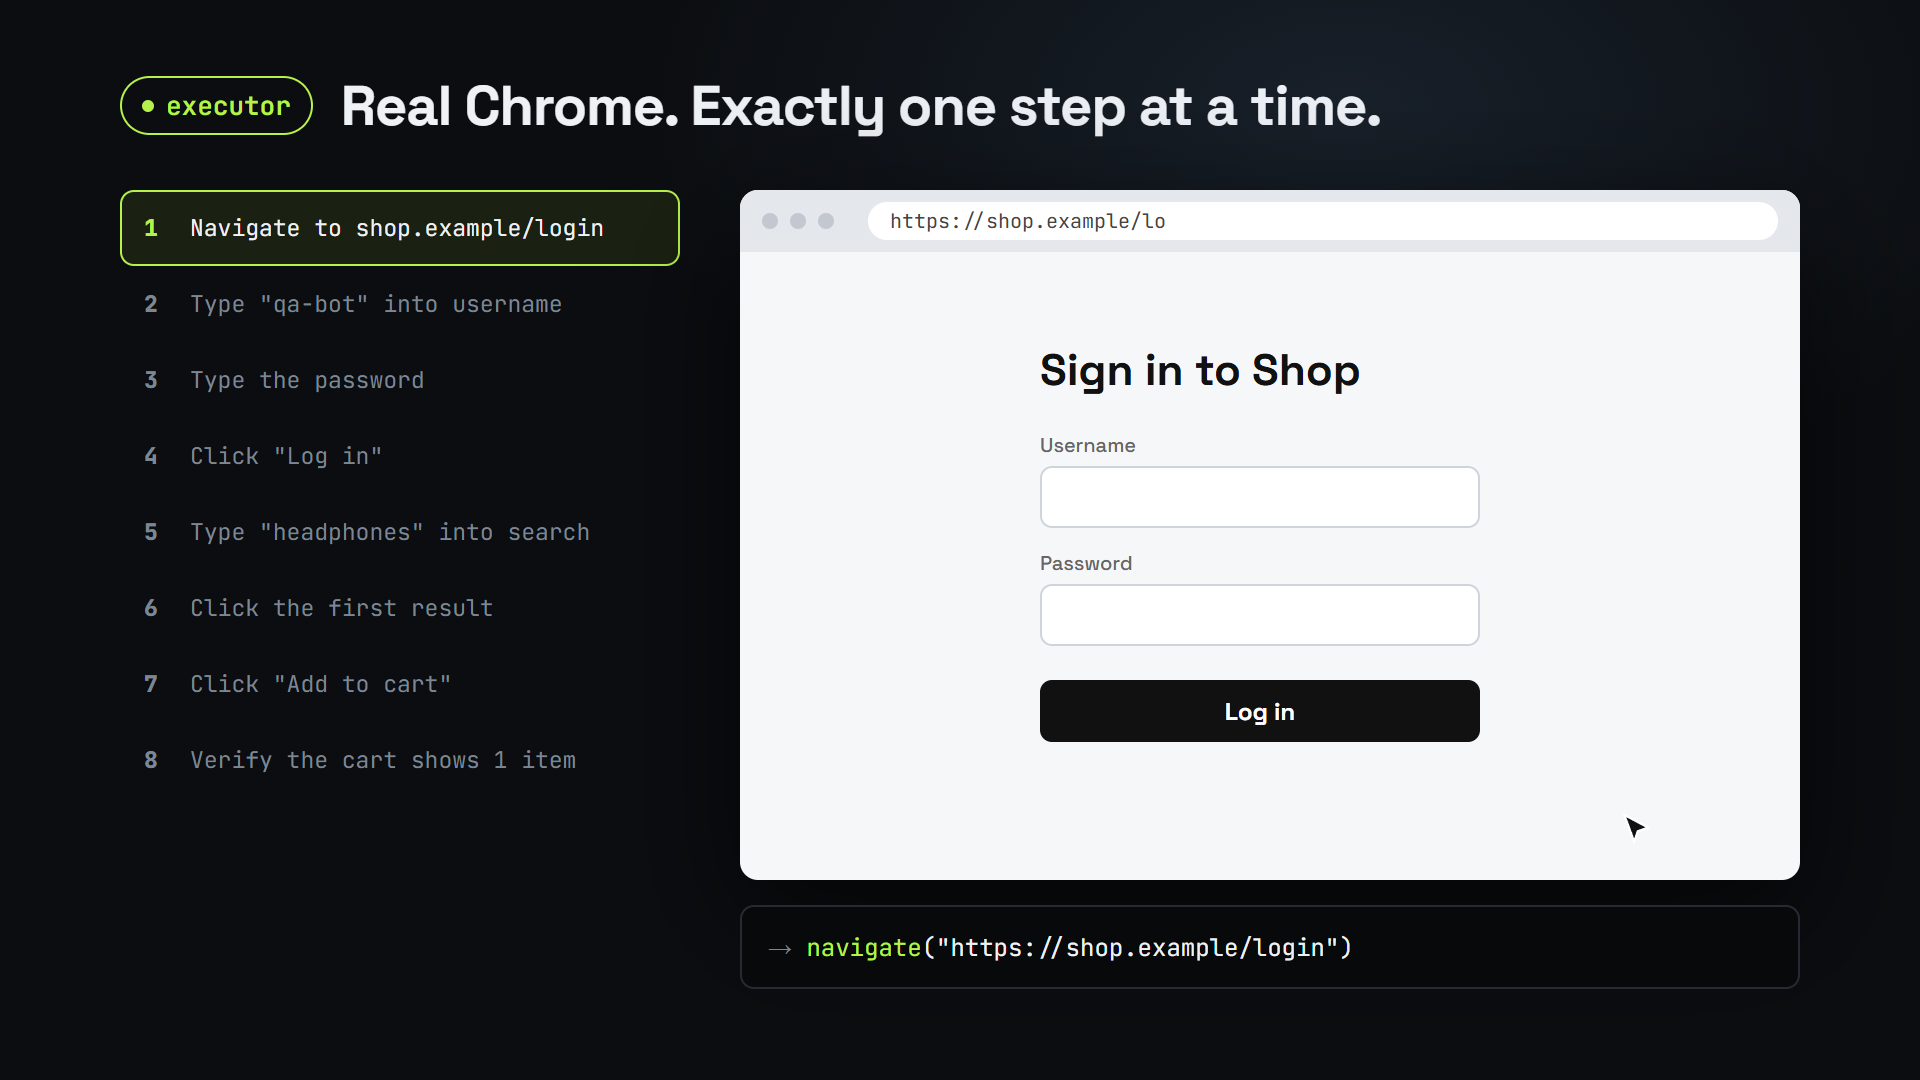 executor
Real Chrome. Exactly one step at a time.
1 Navigate to shop.example/login
2 Type "qa-bot" into username
3 Type the password
4 Click "Log in"
5 Type "headphones" into search
6 Click the first result
7 Click "Add to cart"
8 Verify the cart shows 1 item
https://shop.example/lo
Sign in to Shop
Username
Password
Log in
→ navigate("https://shop.example/login")